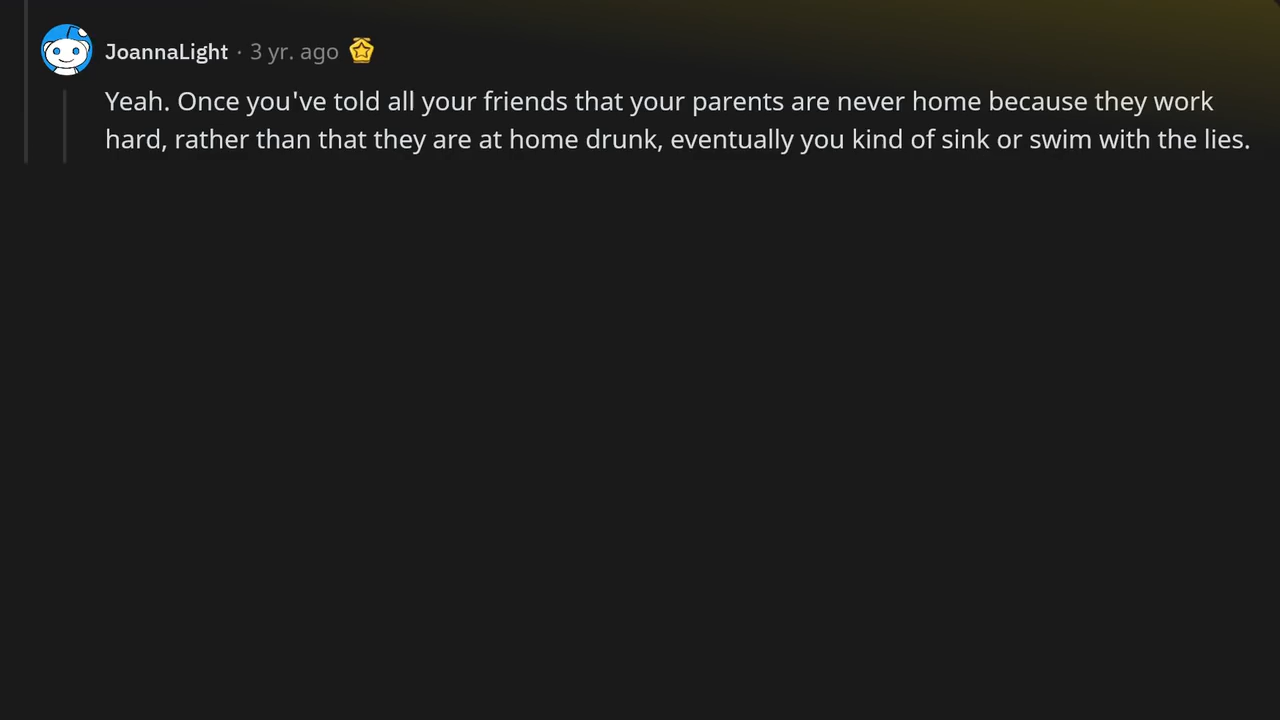 JoannaLight · 3 yr. ago
Yeah. Once you've told all your friends that your parents are never home because they work
hard, rather than that they are at home drunk, eventually you kind of sink or swim with the lies.